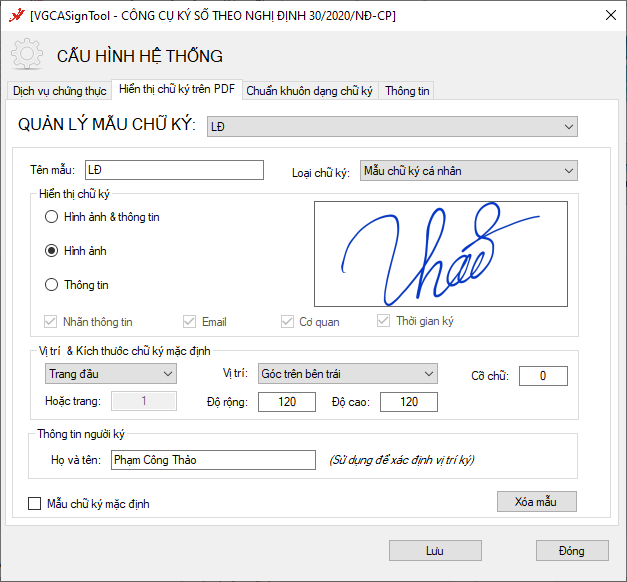 [VGCASignTool - CÔNG CỤ KÝ SỐ THEO NGHỊ ĐỊNH 30/2020/NĐ-CP]
CẤU HÌNH HỆ THỐNG
Dịch vụ chứng thực Hiển thị chữ ký trên PDF Chuẩn khuôn dạng chữ ký Thông tin
QUẢN LÝ MẪU CHỮ KÝ: LĐ
Tên mẫu: LĐ Loại chữ ký: Mẫu chữ ký cá nhân
Hiển thị chữ ký
Hình ảnh & thông tin
Hình ảnh
Thông tin
Thảo
Nhãn thông tin Email Cơ quan Thời gian ký
Vị trí & Kích thước chữ ký mặc định
Trang đầu Vị trí: Góc trên bên trái Cỡ chữ: 0
Hoặc trang: 1 Độ rộng: 120 Độ cao: 120
Thông tin người ký
Họ và tên: Phạm Công Thảo (Sử dụng để xác định vị trí ký)
Mẫu chữ ký mặc định Xóa mẫu
Lưu Đóng